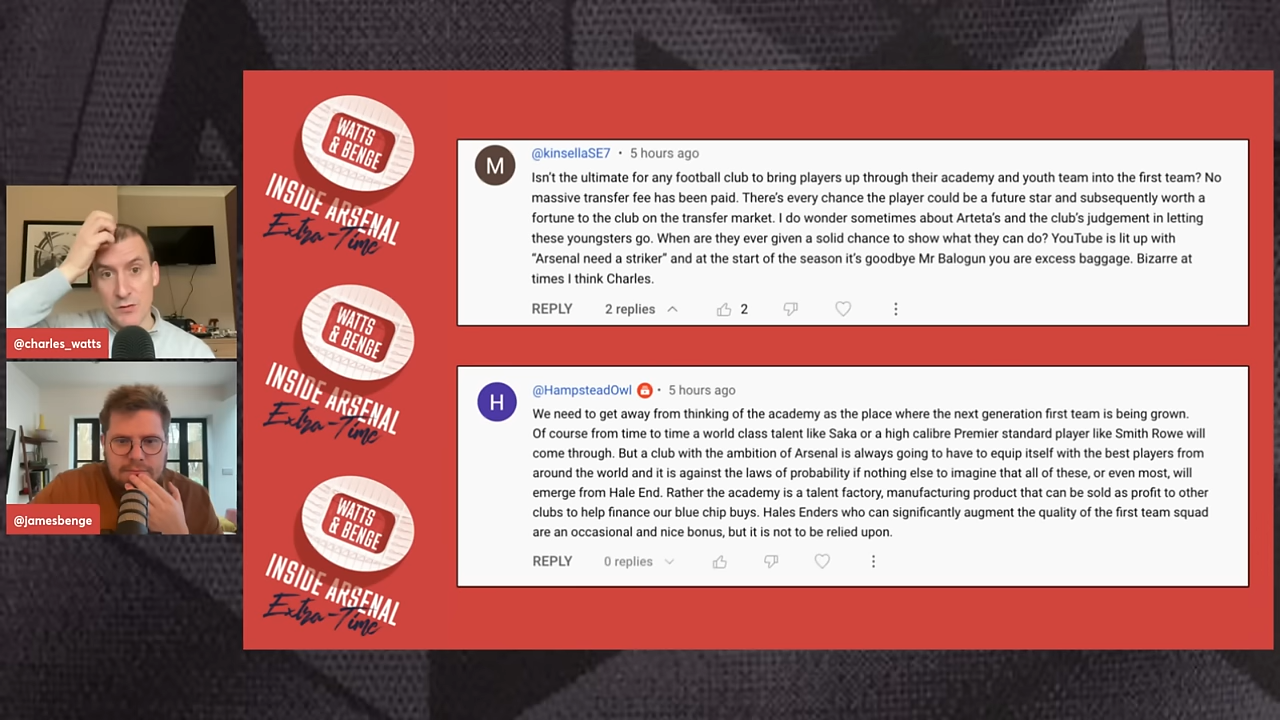 WATTS
& BENGE
INSIDE ARSENAL
Extra-Time
WATTS
& BENGE
INSIDE ARSENAL
Extra-Time
WATTS
& BENGE
INSIDE ARSENAL
Extra-Time
@charles_watts
@jamesbenge
M
@kinsellaSE7 • 5 hours ago
Isn't the ultimate for any football club to bring players up through their academy and youth team into the first team? No
massive transfer fee has been paid. There's every chance the player could be a future star and subsequently worth a
fortune to the club on the transfer market. I do wonder sometimes about Arteta's and the club's judgement in letting
these youngsters go. When are they ever given a solid chance to show what they can do? YouTube is lit up with
“Arsenal need a striker” and at the start of the season it's goodbye Mr Balogun you are excess baggage. Bizarre at
times I think Charles.
REPLY 2 replies 2
H
@HampsteadOwl • 5 hours ago
We need to get away from thinking of the academy as the place where the next generation first team is being grown.
Of course from time to time a world class talent like Saka or a high calibre Premier standard player like Smith Rowe will
come through. But a club with the ambition of Arsenal is always going to have to equip itself with the best players from
around the world and it is against the laws of probability if nothing else to imagine that all of these, or even most, will
emerge from Hale End. Rather the academy is a talent factory, manufacturing product that can be sold as profit to other
clubs to help finance our blue chip buys. Hales Enders who can significantly augment the quality of the first team squad
are an occasional and nice bonus, but it is not to be relied upon.
REPLY 0 replies